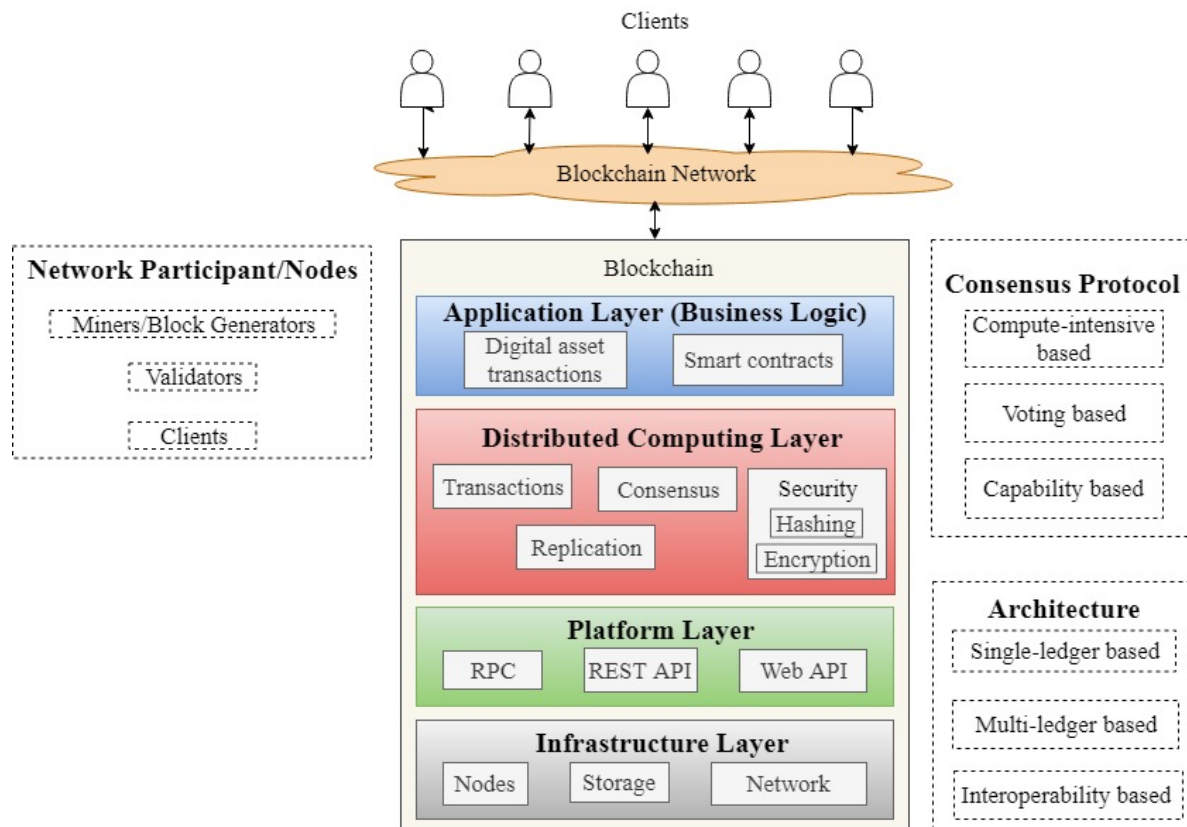 Clients
Blockchain Network
Network Participant/Nodes
Miners/Block Generators
Validators
Clients
Blockchain
Application Layer (Business Logic)
Digital asset
transactions
Smart contracts
Distributed Computing Layer
Transactions
Consensus
Replication
Security
Hashing
Encryption
Platform Layer
RPC
REST API
Web API
Infrastructure Layer
Nodes
Storage
Network
Consensus Protocol
Compute-intensive
based
Voting based
Capability based
Architecture
Single-ledger based
Multi-ledger based
Interoperability based